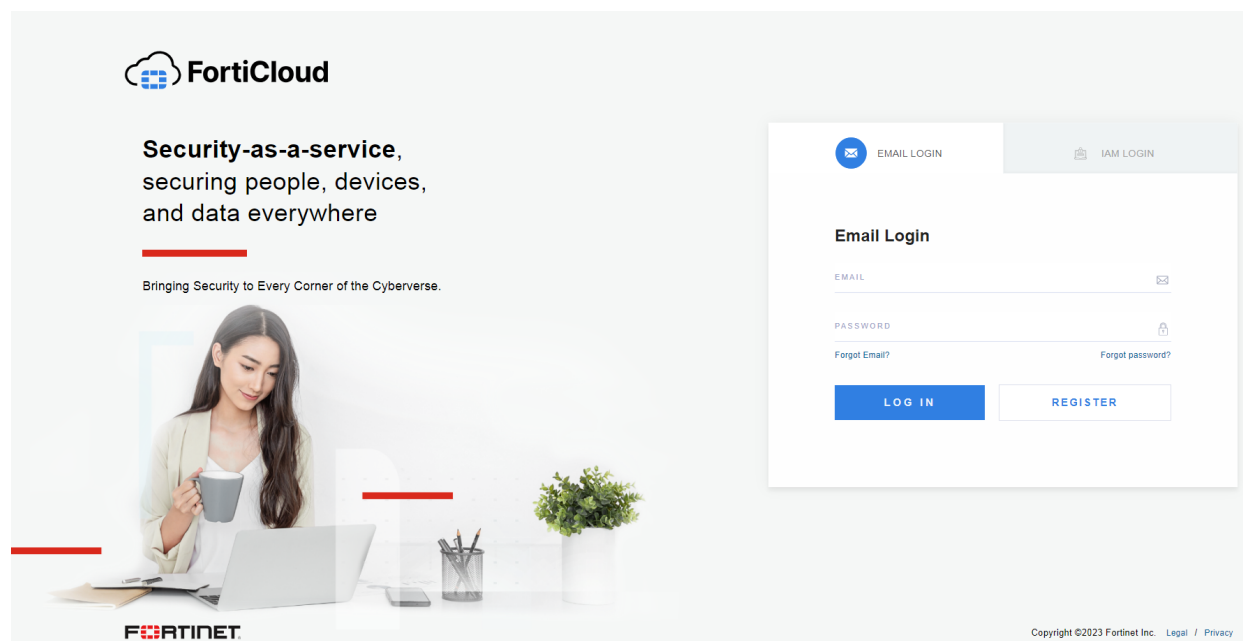 FortiCloud
Security-as-a-service,
securing people, devices,
and data everywhere
Bringing Security to Every Corner of the Cyberverse.
EMAIL LOGIN
IAM LOGIN
Email Login
EMAIL
PASSWORD
Forgot Email?
Forgot password?
LOG IN
REGISTER
FORTINET
Copyright ©2023 Fortinet Inc. Legal / Privacy